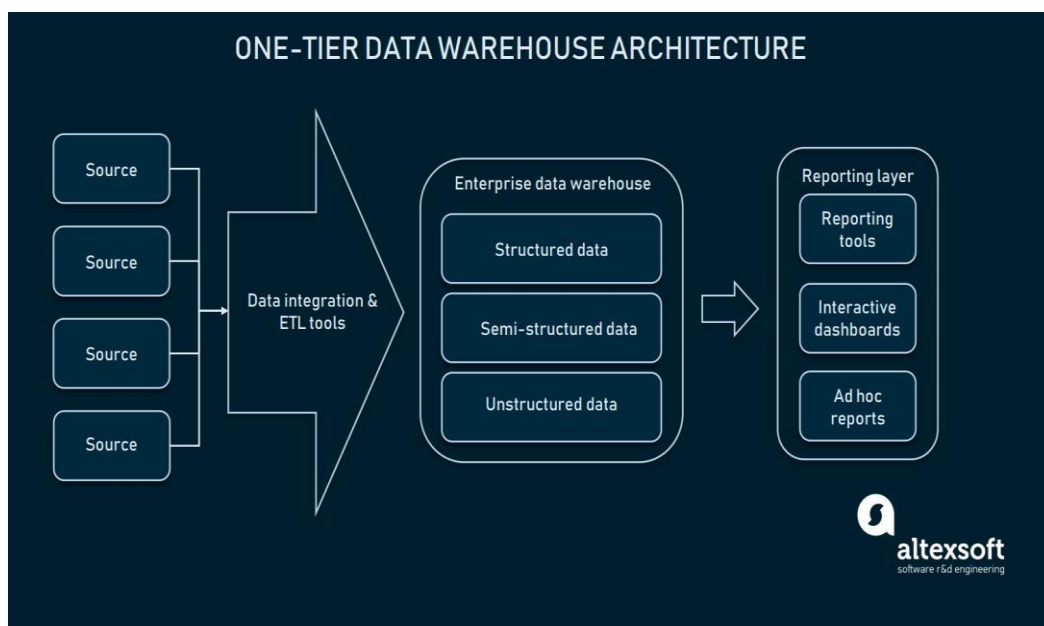 ONE-TIER DATA WAREHOUSE ARCHITECTURE
Source
Source
Source
Source
Data integration &
ETL tools
Enterprise data warehouse
Structured data
Semi-structured data
Unstructured data
Reporting layer
Reporting
tools
Interactive
dashboards
Ad hoc
reports
altexsoft
software r&d engineering